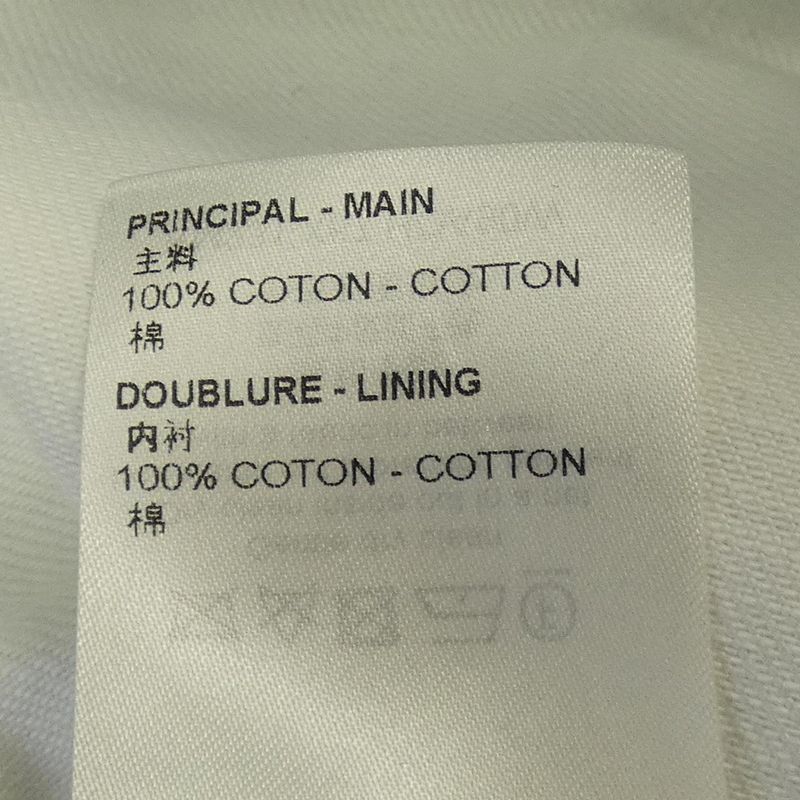 PRINCIPAL - MAIN
主料
100% COTON - COTTON
棉
DOUBLURE - LINING
内衬
100% COTON - COTTON
棉